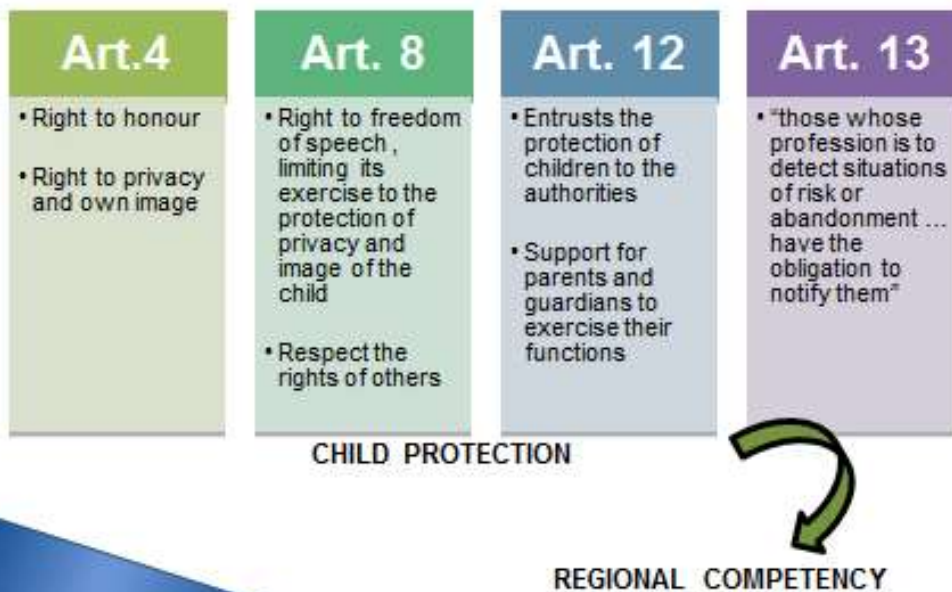 Art.4
• Right to honour
• Right to privacy
and own image
Art. 8
• Right to freedom
of speech ,
limiting its
exercise to the
protection of
privacy and
image of the
child
• Respect the
rights of others
Art. 12
• Entrusts the
protection of
children to the
authorities
• Support for
parents and
guardians to
exercise their
functions
Art. 13
• "those whose
profession is to
detect situations
of risk or
abandonment ...
have the
obligation to
notify them"
CHILD PROTECTION
REGIONAL COMPETENCY